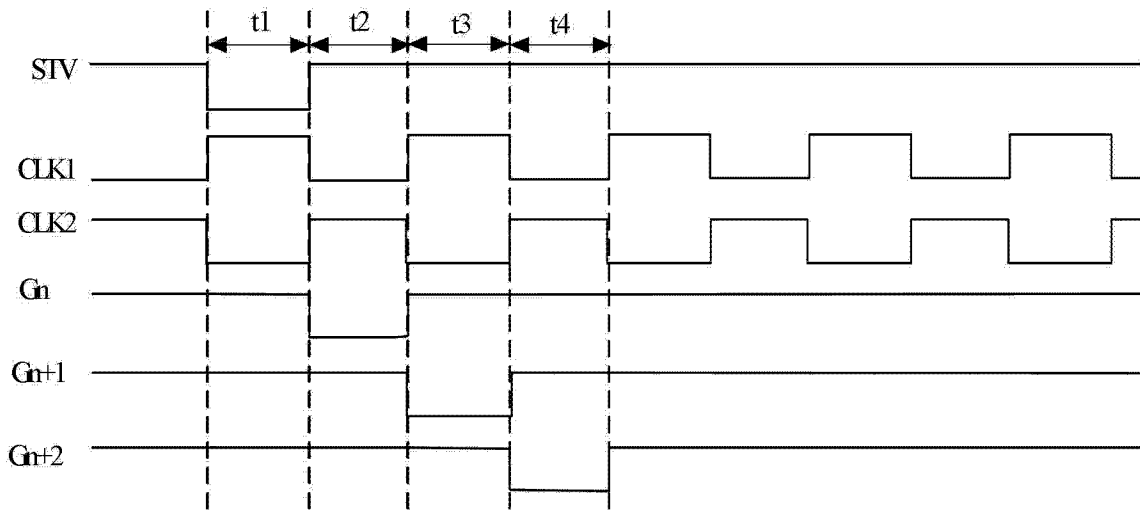 t1 t2 t3 t4
STV
CLK1
CLK2
Gn
Gn+1
Gn+2